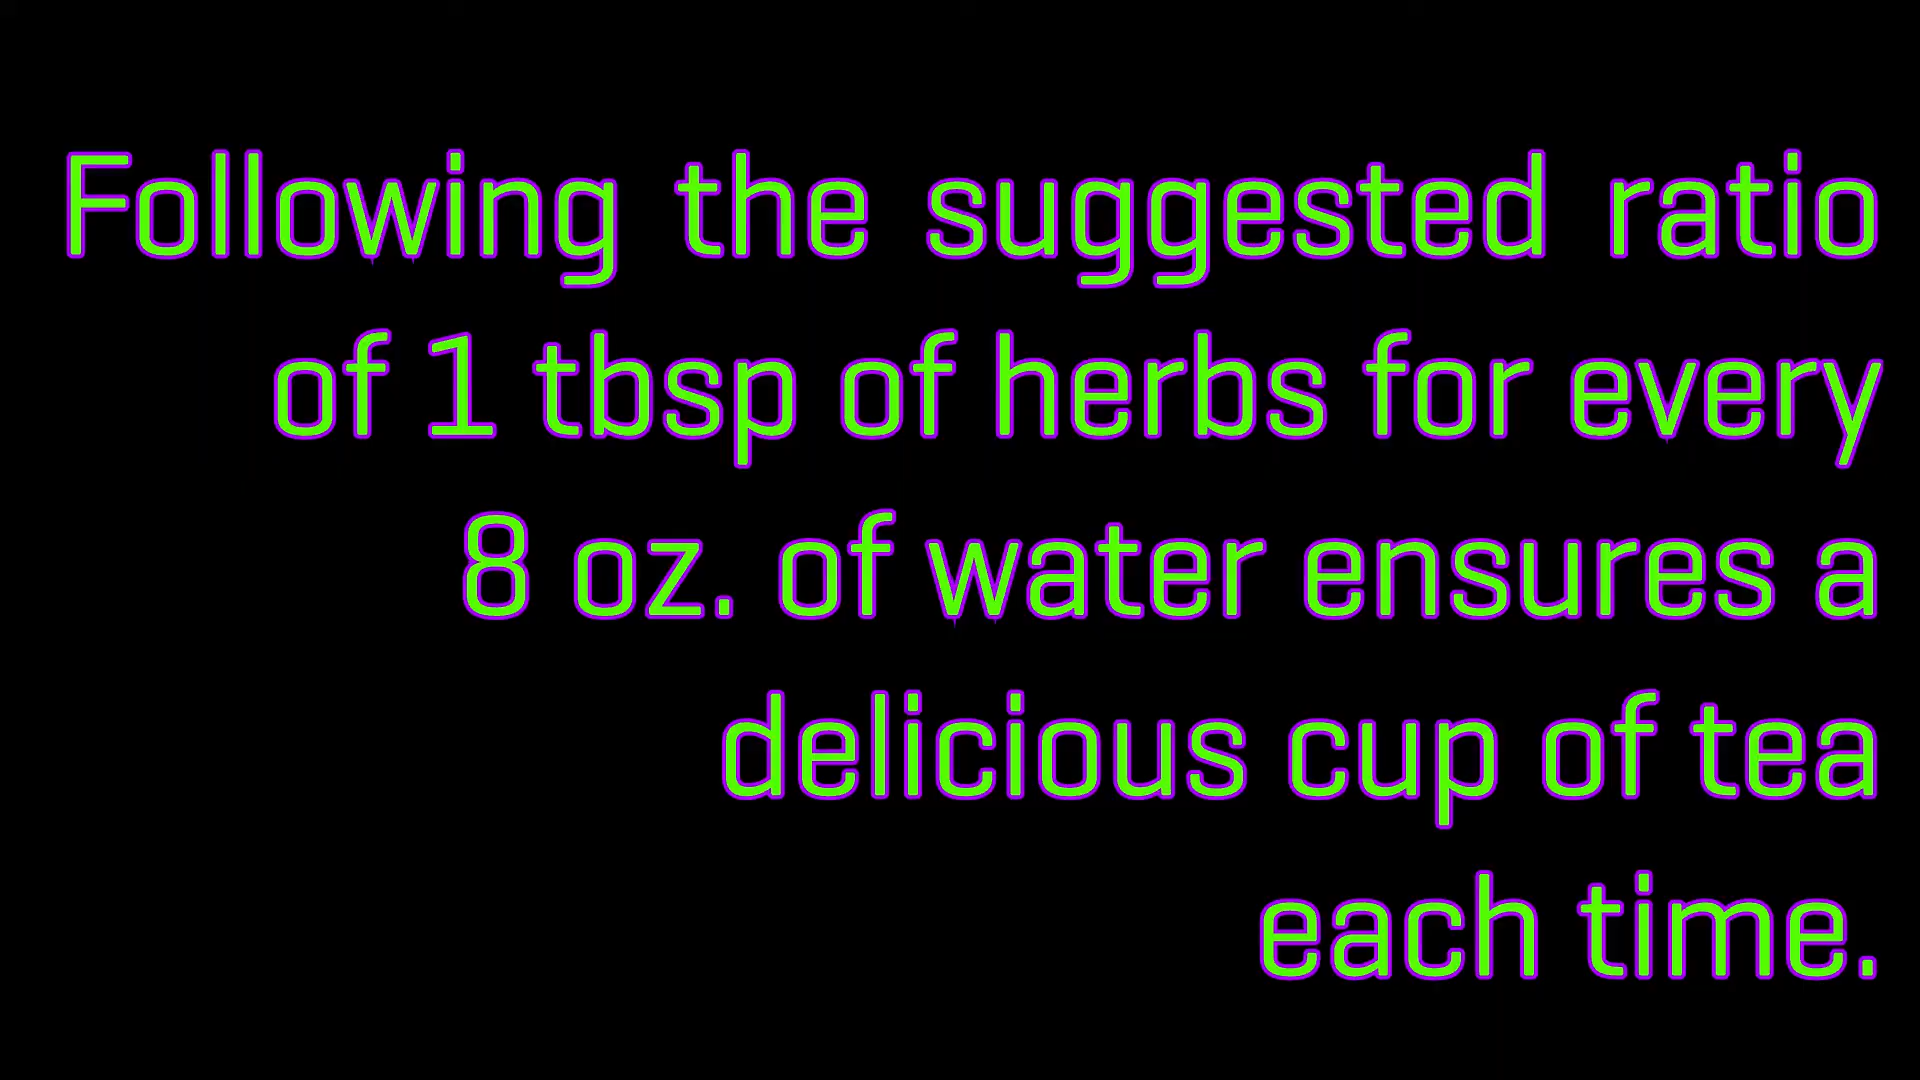 Following the suggested ratio
of 1 tbsp of herbs for every
8 oz. of water ensures a
delicious cup of tea
each time.